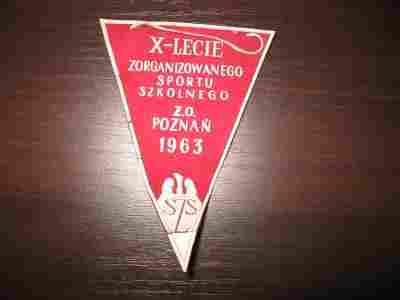 X-LECIE
ZORGANIZOWANEGO
SPORTU
SZKOLNEGO
Z.O.
POZNAŃ
1963
SZS